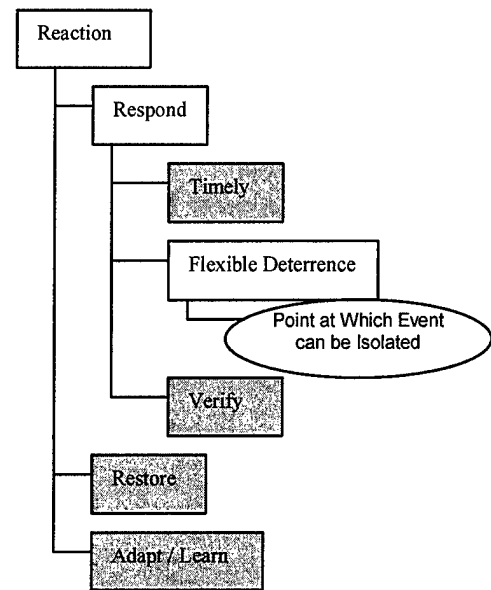 Reaction
Respond
Timely
Flexible Deterrence
Point at Which Event
can be Isolated
Verify
Restore
Adapt / Learn